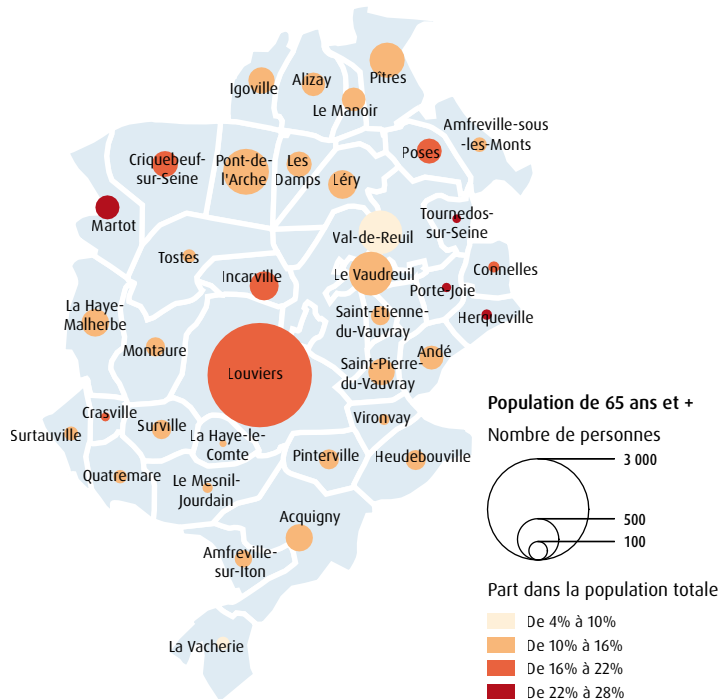 Pîtres
Igoville
Alizay
Le Manoir
Amfreville-sous
-les-Monts
Criquebeuf-
sur-Seine
Pont-de-
l'Arche
Les
Damps
Léry
Poses
Martot
Tournedos-
sur-Seine
Val-de-Reuil
Tostes
Incarville
Le Vaudreuil
Connelles
Porte-Joie
La Haye-
Malherbe
Saint-Etienne-
du-Vauvray
Herqueville
Montaure
Andé
Louviers
Saint-Pierre-
du-Vauvray
Crasville
Vironvay
Surtauville
Surville
La Haye-le-
Comte
Pinterville
Heudebouville
Quatremare
Le Mesnil-
Jourdain
Acquigny
Amfreville-
sur-Iton
La Vacherie
Population de 65 ans et +
Nombre de personnes
3 000
500
100
Part dans la population totale
De 4% à 10%
De 10% à 16%
De 16% à 22%
De 22% à 28%